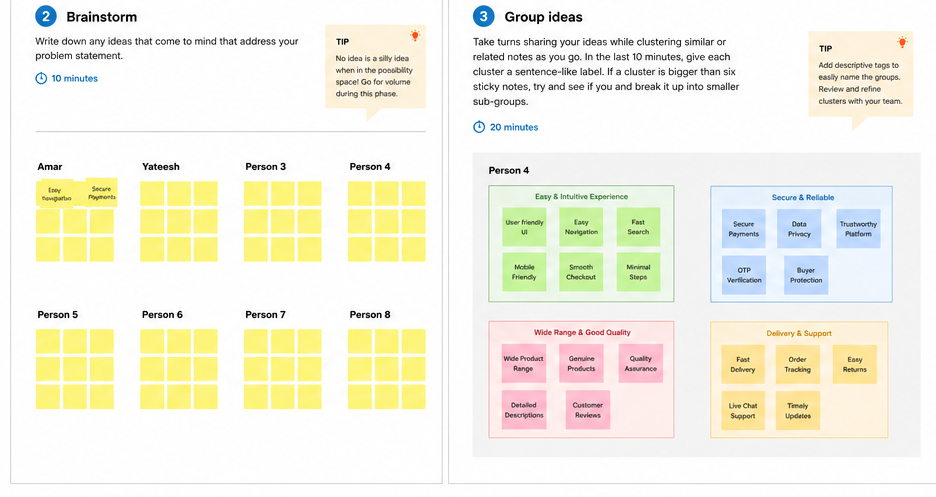 2 Brainstorm
Write down any ideas that come to mind that address your
problem statement.
10 minutes
TIP
No idea is a silly idea
when in the possibility
space! Go for volume
during this phase.
Amar
Yateesh
Person 3
Person 4
Easy
Secure
Payments
Person 5
Person 6
Person 7
Person 8
3 Group ideas
Take turns sharing your ideas while clustering similar or
related notes as you go. In the last 10 minutes, give each
cluster a sentence-like label. If a cluster is bigger than six
sticky notes, try and see if you and break it up into smaller
sub-groups.
20 minutes
TIP
Add descriptive tags to
easily name the groups.
Review and refine
clusters with your team.
Person 4
Easy & Intuitive Experience
User friendly
UI
Easy
Navigation
Fast
Search
Mobile
Friendly
Smooth
Checkout
Minimal
Steps
Secure & Reliable
Secure
Payments
Data
Privacy
Trustworthy
Platform
OTP
Verification
Buyer
Protection
Wide Range & Good Quality
Wide Product
Range
Genuine
Products
Quality
Assurance
Detailed
Descriptions
Customer
Reviews
Delivery & Support
Fast
Delivery
Order
Tracking
Easy
Returns
Live Chat
Support
Timely
Updates